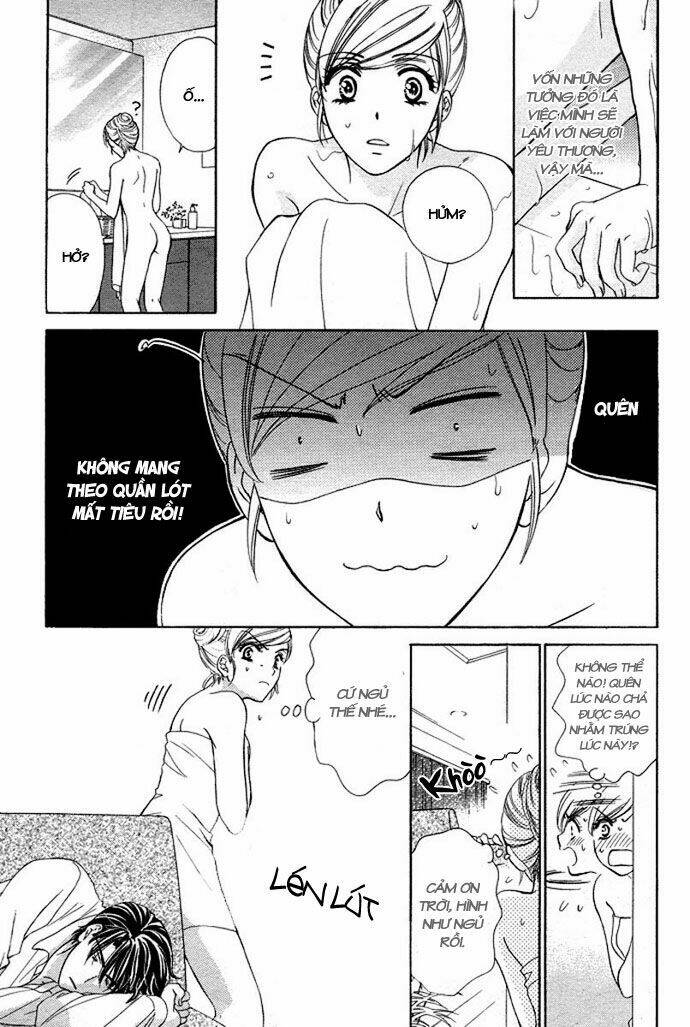 VỐN NHỮNG
TƯỞNG ĐÓ LÀ
VIỆC MÌNH SẼ
LÀM VỚI NGƯỜI
YÊU THƯƠNG,
VẬY MÀ...
HỬM?
Ố...
?
HỞ?
QUÊN
KHÔNG MANG
THEO QUẦN LÓT
MẤT TIÊU RỒI!
KHÔNG THỂ
NÀO! QUÊN
LÚC NÀO CHẢ
ĐƯỢC SAO
NHẰM TRÚNG
LÚC NÀY!?
Khòò
CẢM ƠN
TRỜI, HÌNH
NHƯ NGỦ
RỒI.
CỨ NGỦ
THẾ NHÉ...
LÉN LÚT